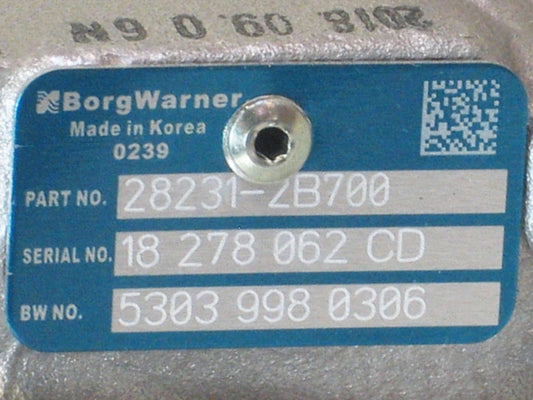 2018. 09. 0 6N
BorgWarner
Made in Korea
0239
PART NO. 28231-2B700
SERIAL NO. 18 278 062 CD
BW NO. 5303 998 0306